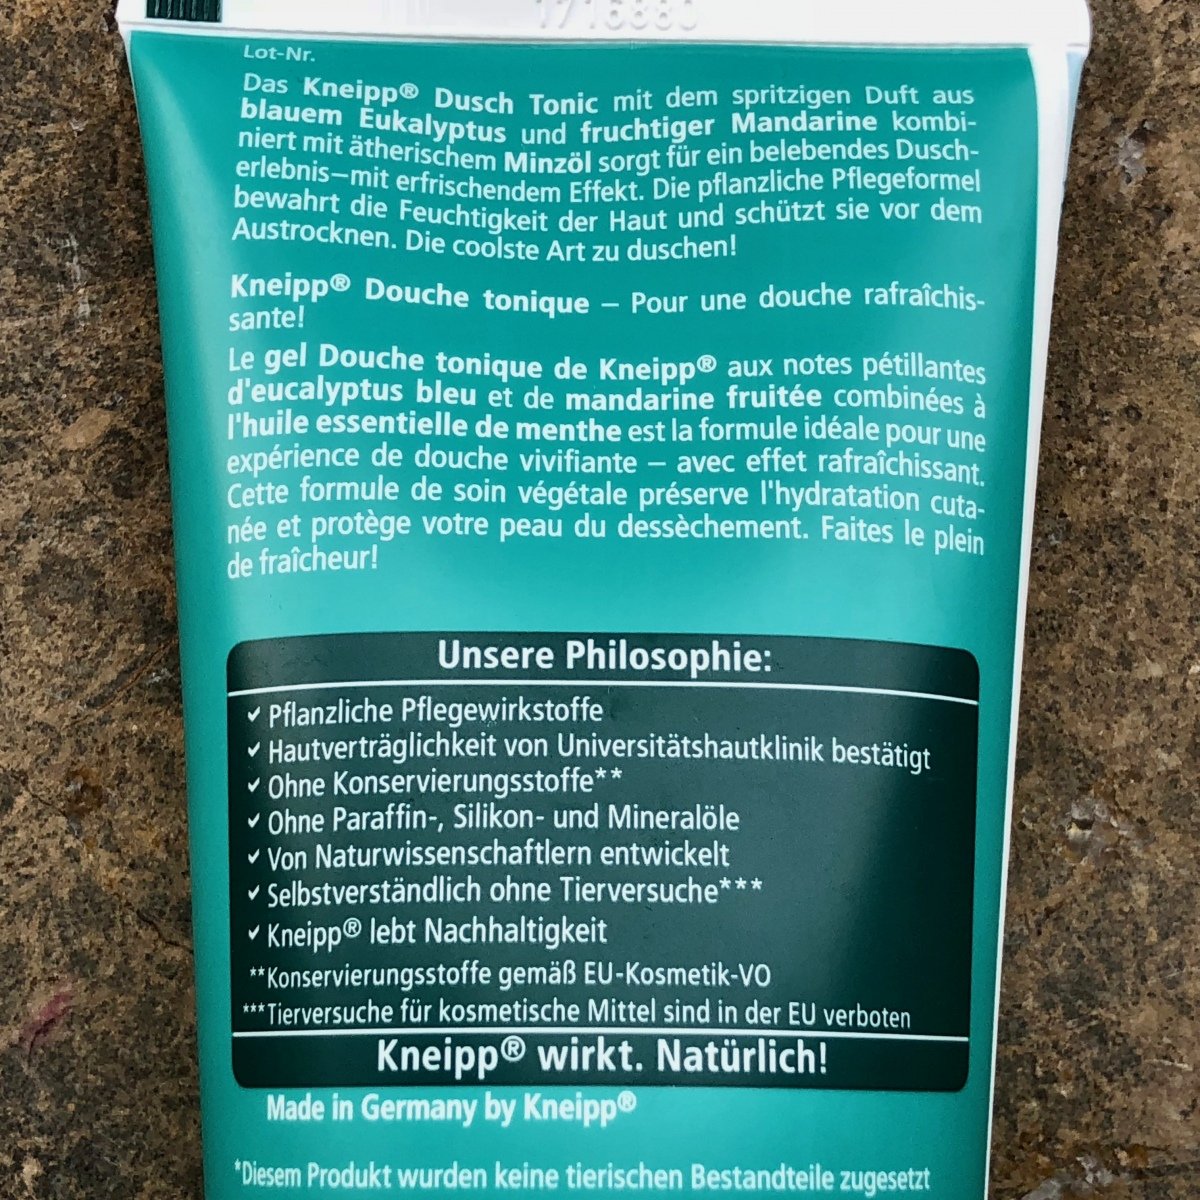 Lot-Nr.
Das Kneipp® Dusch Tonic mit dem spritzigen Duft aus
blauem Eukalyptus und fruchtiger Mandarine kombi-
niert mit ätherischem Minzöl sorgt für ein belebendes Dusch-
erlebnis–mit erfrischendem Effekt. Die pflanzliche Pflegeformel
bewahrt die Feuchtigkeit der Haut und schützt sie vor dem
Austrocknen. Die coolste Art zu duschen!
Kneipp® Douche tonique – Pour une douche rafraîchis-
sante!
Le gel Douche tonique de Kneipp® aux notes pétillantes
d'eucalyptus bleu et de mandarine fruitée combinées à
l'huile essentielle de menthe est la formule idéale pour une
expérience de douche vivifiante – avec effet rafraîchissant.
Cette formule de soin végétale préserve l'hydratation cuta-
née et protège votre peau du dessèchement. Faites le plein
de fraîcheur!
Unsere Philosophie:
✓ Pflanzliche Pflegewirkstoffe
✓ Hautverträglichkeit von Universitätshautklinik bestätigt
✓ Ohne Konservierungsstoffe**
✓ Ohne Paraffin-, Silikon- und Mineralöle
✓ Von Naturwissenschaftlern entwickelt
✓ Selbstverständlich ohne Tierversuche***
✓ Kneipp® lebt Nachhaltigkeit
**Konservierungsstoffe gemäß EU-Kosmetik-VO
***Tierversuche für kosmetische Mittel sind in der EU verboten
Kneipp® wirkt. Natürlich!
Made in Germany by Kneipp®
*Diesem Produkt wurden keine tierischen Bestandteile zugesetzt